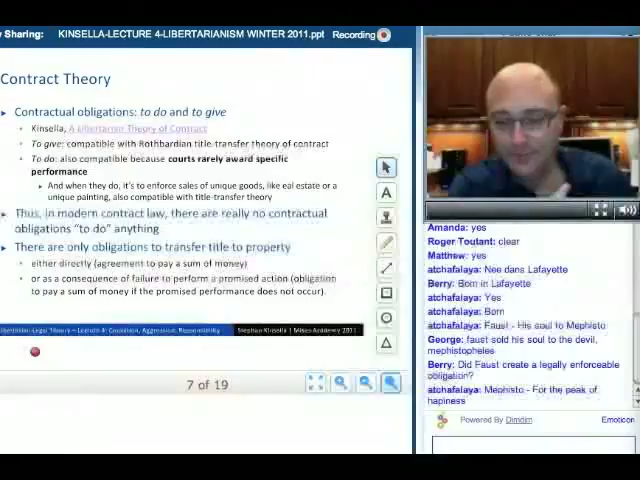 w Sharing:
KINSELLA-LECTURE 4-LIBERTARIANISM WINTER 2011.ppt
Recording
Contract Theory
Contractual obligations: to do and to give
Kinsella, A Libertarian Theory of Contract
To give: compatible with Rothbardian title-transfer theory of contract
To do: also compatible because courts rarely award specific
performance
And when they do, it's to enforce sales of unique goods, like eal estate or a
unique painting, also compatible with title-transfer theory
Thus, in modern contract law, there are really no contractual
obligations "to do" anything
There are only obligations to transfer title to property
either directly (agreement to pay a sum of money)
or as a consequence of failure to perform a promised action (obligation
to pay a sum of money if the promised performance does not occur).
Libertarian Legal Theory – Lecture 4: Causation, Aggression, Responsibility
Stephan Kinsella | Mises Academy 2011
7 of 19
A
Amanda: yes
Roger Toutant: clear
Matthew: yes
atchafalaya: Nee dans Lafayette
Berry: Born in Lafayette
atchafalaya: Yes
atchafalaya: Born
atchafalaya: Faust - His soul to Mephisto
George: faust sold his soul to the devil,
mephistopheles
Berry: Did Faust create a legally enforceable
obligation?
atchafalaya: Mephisto - For the peak of
hapiness
Powered By Dimdim
Emoticon